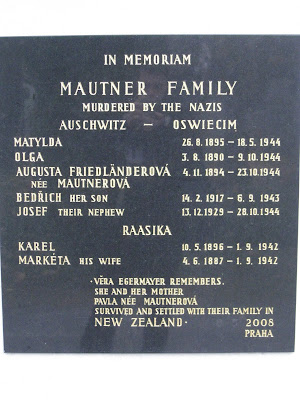 IN MEMORIAM
MAUTNER FAMILY
MURDERED BY THE NAZIS
AUSCHWITZ – OSWIECIM
MATYLDA 26.8.1895 – 18.5.1944
OLGA 3.8.1890 – 9.10.1944
AUGUSTA FRIEDLÄNDEROVÁ 4.11.1894 – 23.10.1944
NÉE MAUTNEROVÁ
BEDŘICH HER SON 14.2.1917 – 6.9.1943
JOSEF THEIR NEPHEW 13.12.1929 – 28.10.1944
RAASIKA
KAREL 10.5.1896 – 1.9.1942
MARKÉTA HIS WIFE 4.6.1887 – 1.9.1942
· VĚRA EGERMAYER REMEMBERS.
SHE AND HER MOTHER
PAVLA NÉE MAUTNEROVÁ
SURVIVED AND SETTLED WITH THEIR FAMILY IN
NEW ZEALAND · 2008
PRAHA